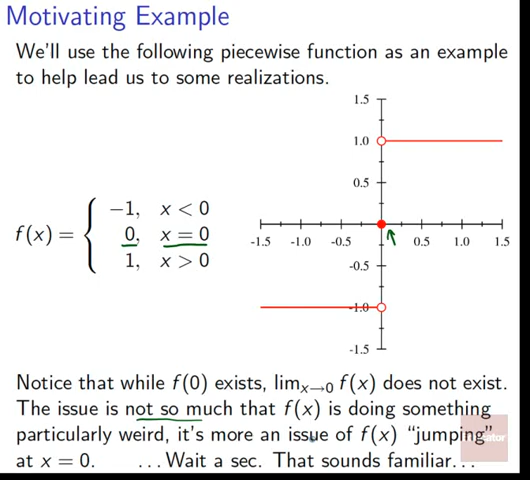 Motivating Example
We'll use the following piecewise function as an example
to help lead us to some realizations.
1.5
1.0
0.5
-1, x < 0
f(x) = { 0, x = 0
1, x > 0
-1.5 -1.0 -0.5 0.5 1.0 1.5
-0.5
-1.0
-1.5
Notice that while f(0) exists, limₓ→₀ f(x) does not exist.
The issue is not so much that f(x) is doing something
particularly weird, it's more an issue of f(x) “jumping”
at x = 0. ...Wait a sec. That sounds familiar...